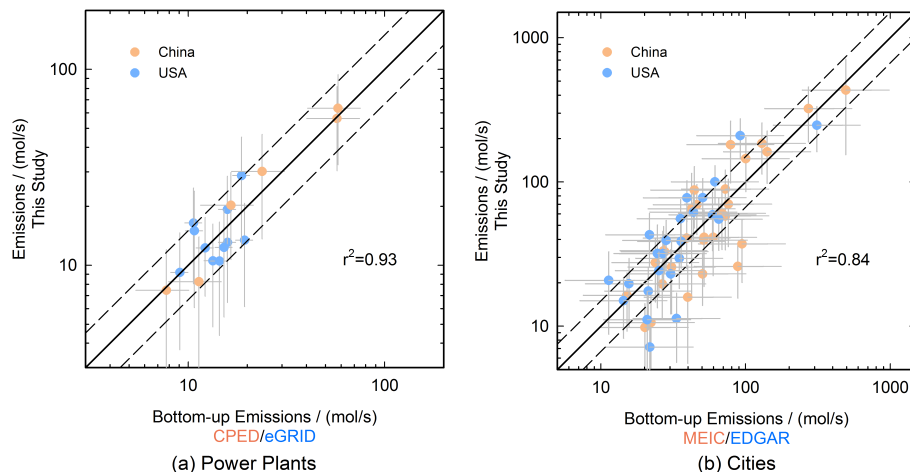 Emissions / (mol/s)
This Study
100
10
China
USA
r²=0.93
10
100
Bottom-up Emissions / (mol/s)
CPED/eGRID
(a) Power Plants
Emissions / (mol/s)
This Study
1000
100
10
China
USA
r²=0.84
10
100
1000
Bottom-up Emissions / (mol/s)
MEIC/EDGAR
(b) Cities